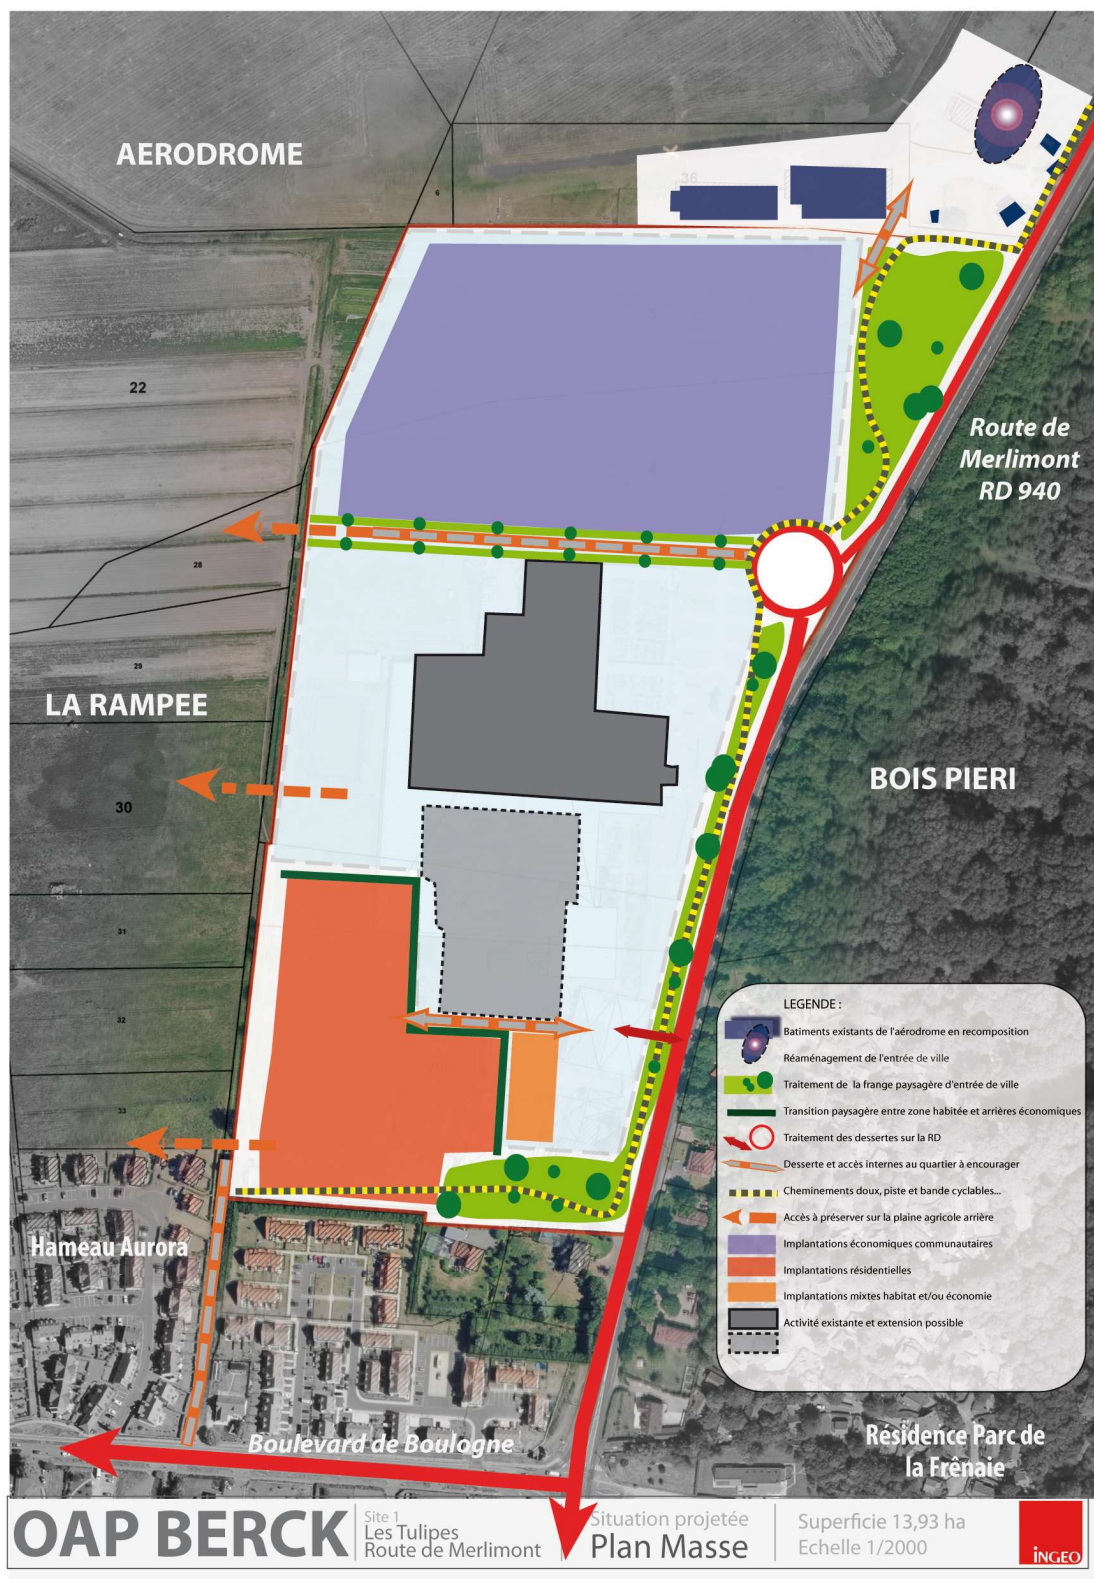 AERODROME
36
6
22
Route de
Merlimont
RD 940
28
29
LA RAMPEE
BOIS PIERI
30
31
32
33
LEGENDE :
Batiments existants de l'aérodrome en recomposition
Réaménagement de l'entrée de ville
Traitement de la frange paysagère d'entrée de ville
Transition paysagère entre zone habitée et arrières économiques
Traitement des dessertes sur la RD
Desserte et accès internes au quartier à encourager
Cheminements doux, piste et bande cyclables...
Accès à préserver sur la plaine agricole arrière
Implantations économiques communautaires
Implantations résidentielles
Implantations mixtes habitat et/ou économie
Activité existante et extension possible
Hameau Aurora
Boulevard de Boulogne
Résidence Parc de
la Frênaie
OAP BERCK
Site 1
Les Tulipes
Route de Merlimont
Situation projetée
Plan Masse
Superficie 13,93 ha
Echelle 1/2000
iNGEO